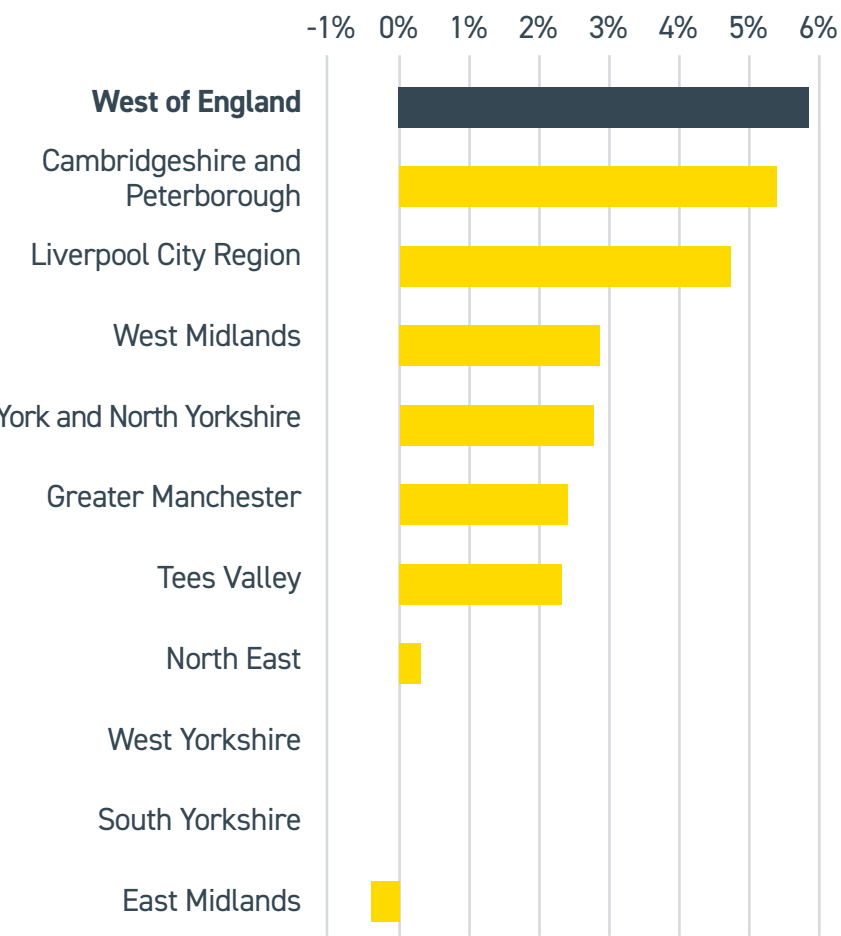 -1% 0% 1% 2% 3% 4% 5% 6%
West of England
Cambridgeshire and
Peterborough
Liverpool City Region
West Midlands
York and North Yorkshire
Greater Manchester
Tees Valley
North East
West Yorkshire
South Yorkshire
East Midlands